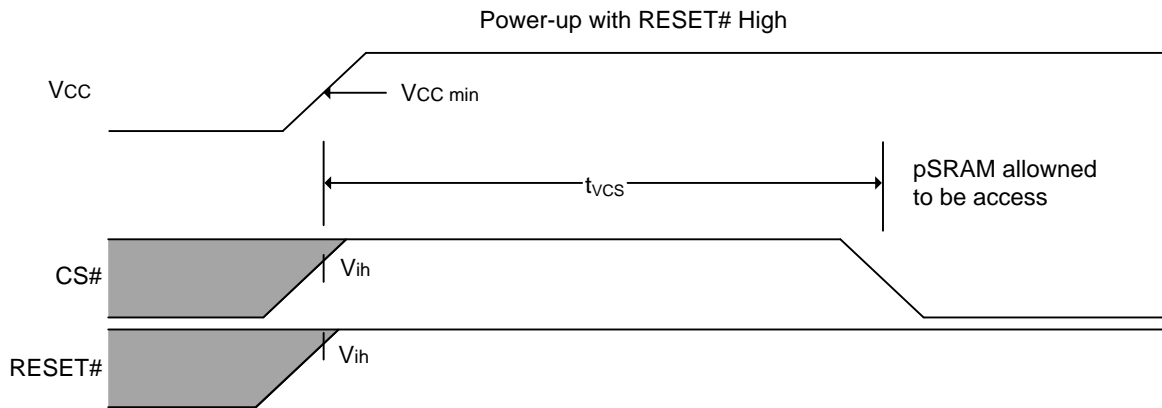 Power-up with RESET# High
VCC
VCC min
tVCS
pSRAM allowned
to be access
CS#
Vih
RESET#
Vih